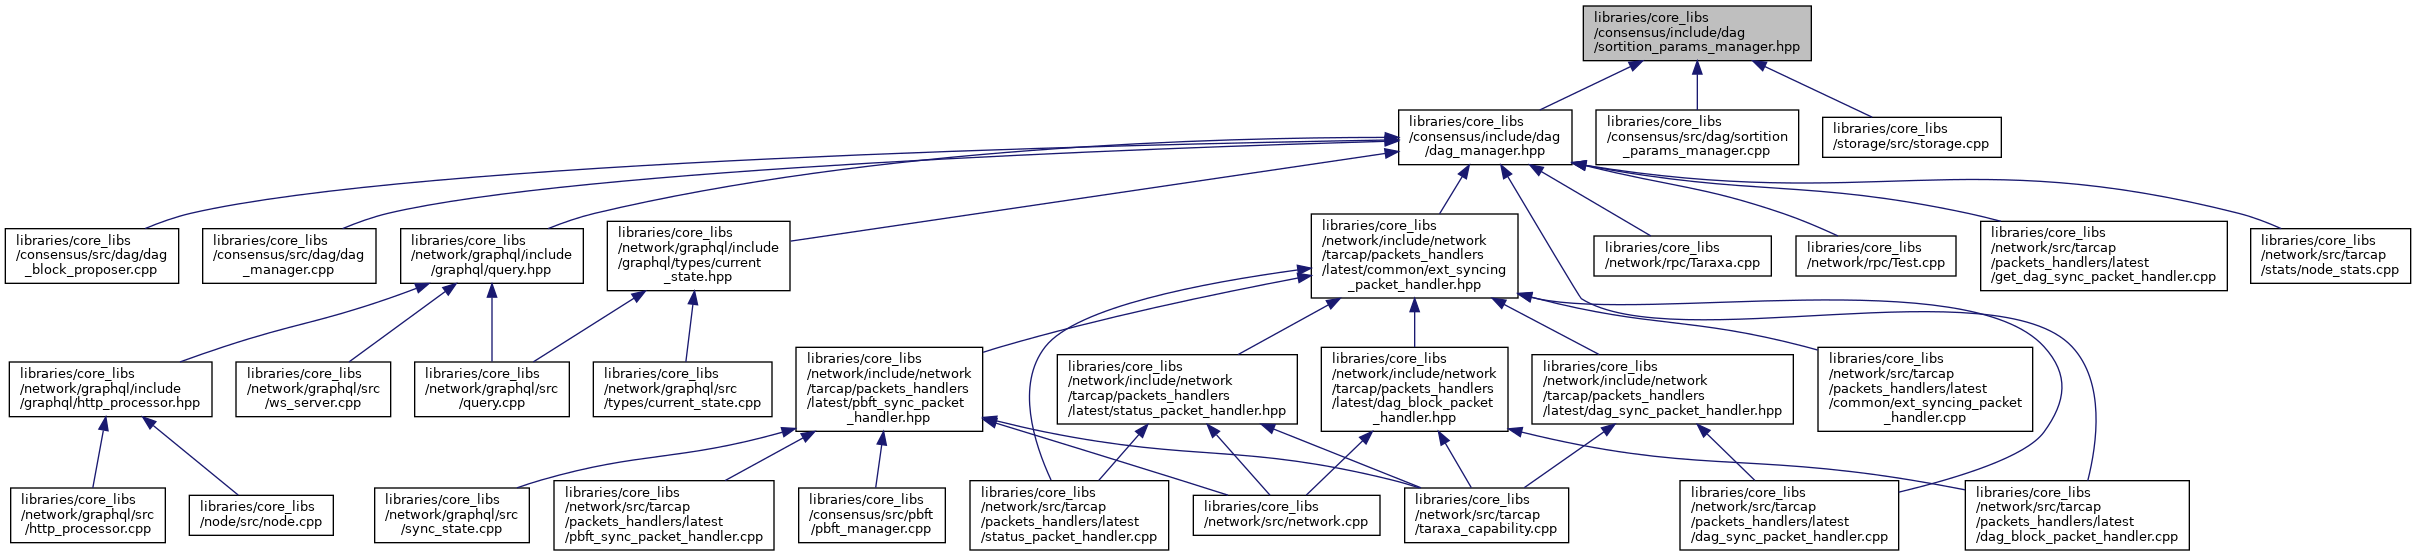 libraries/core_libs
/consensus/include/dag
/sortition_params_manager.hpp
libraries/core_libs
/consensus/include/dag
/dag_manager.hpp
libraries/core_libs
/consensus/src/dag/sortition
_params_manager.cpp
libraries/core_libs
/storage/src/storage.cpp
libraries/core_libs
/consensus/src/dag/dag
_block_proposer.cpp
libraries/core_libs
/consensus/src/dag/dag
_manager.cpp
libraries/core_libs
/network/graphql/include
/graphql/query.hpp
libraries/core_libs
/network/graphql/include
/graphql/types/current
_state.hpp
libraries/core_libs
/network/include/network
/tarcap/packets_handlers
/latest/common/ext_syncing
_packet_handler.hpp
libraries/core_libs
/network/rpc/Taraxa.cpp
libraries/core_libs
/network/rpc/Test.cpp
libraries/core_libs
/network/src/tarcap
/packets_handlers/latest
/get_dag_sync_packet_handler.cpp
libraries/core_libs
/network/src/tarcap
/stats/node_stats.cpp
libraries/core_libs
/network/graphql/include
/graphql/http_processor.hpp
libraries/core_libs
/network/graphql/src
/ws_server.cpp
libraries/core_libs
/network/graphql/src
/query.cpp
libraries/core_libs
/network/graphql/src
/types/current_state.cpp
libraries/core_libs
/network/include/network
/tarcap/packets_handlers
/latest/pbft_sync_packet
_handler.hpp
libraries/core_libs
/network/include/network
/tarcap/packets_handlers
/latest/status_packet_handler.hpp
libraries/core_libs
/network/include/network
/tarcap/packets_handlers
/latest/dag_block_packet
_handler.hpp
libraries/core_libs
/network/include/network
/tarcap/packets_handlers
/latest/dag_sync_packet_handler.hpp
libraries/core_libs
/network/src/tarcap
/packets_handlers/latest
/common/ext_syncing_packet
_handler.cpp
libraries/core_libs
/network/graphql/src
/http_processor.cpp
libraries/core_libs
/node/src/node.cpp
libraries/core_libs
/network/graphql/src
/sync_state.cpp
libraries/core_libs
/network/src/tarcap
/packets_handlers/latest
/pbft_sync_packet_handler.cpp
libraries/core_libs
/consensus/src/pbft
/pbft_manager.cpp
libraries/core_libs
/network/src/tarcap
/packets_handlers/latest
/status_packet_handler.cpp
libraries/core_libs
/network/src/network.cpp
libraries/core_libs
/network/src/tarcap
/taraxa_capability.cpp
libraries/core_libs
/network/src/tarcap
/packets_handlers/latest
/dag_sync_packet_handler.cpp
libraries/core_libs
/network/src/tarcap
/packets_handlers/latest
/dag_block_packet_handler.cpp